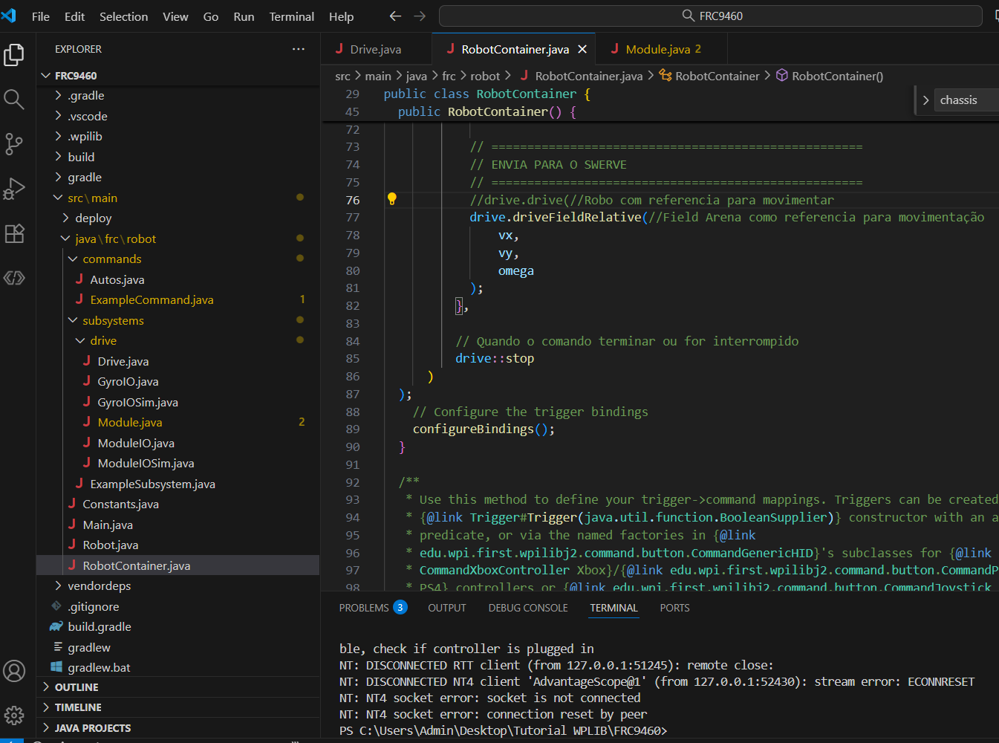 File Edit Selection View Go Run Terminal Help
FRC9460
EXPLORER
FRC9460
.gradle
.vscode
.wpilib
build
gradle
src\main
deploy
java\frc\robot
commands
Autos.java
ExampleCommand.java 1
subsystems
drive
Drive.java
GyroIO.java
GyroIOSim.java
Module.java 2
ModuleIO.java
ModuleIOSim.java
ExampleSubsystem.java
Constants.java
Main.java
Robot.java
RobotContainer.java
vendordeps
.gitignore
build.gradle
gradlew
gradlew.bat
OUTLINE
TIMELINE
JAVA PROJECTS
Drive.java RobotContainer.java Module.java 2
src > main > java > frc > robot > RobotContainer.java > RobotContainer > RobotContainer()
chassis
29 public class RobotContainer {
45 public RobotContainer() {
72
73 // ====================================================
74 // ENVIA PARA O SWERVE
75 // ====================================================
76 //drive.drive(//Robo com referencia para movimentar
77 drive.driveFieldRelative(//Field Arena como referencia para movimentação
78 vx,
79 vy,
80 omega
81 );
82 },
83
84 // Quando o comando terminar ou for interrompido
85 drive::stop
86 )
87 );
88 // Configure the trigger bindings
89 configureBindings();
90 }
91
92 /**
93 * Use this method to define your trigger->command mappings. Triggers can be created
94 * {@link Trigger#Trigger(java.util.function.BooleanSupplier)} constructor with an a
95 * predicate, or via the named factories in {@link
96 * edu.wpi.first.wpilibj2.command.button.CommandGenericHID}'s subclasses for {@link
97 * CommandXboxController Xbox}/{@link edu.wpi.first.wpilibj2.command.button.CommandP
98 * PS4} controllers or {@link edu.wpi.first.wpilibj2.command.button.CommandJoystick
PROBLEMS 3 OUTPUT DEBUG CONSOLE TERMINAL PORTS
ble, check if controller is plugged in
NT: DISCONNECTED RTT client (from 127.0.0.1:51245): remote close:
NT: DISCONNECTED NT4 client 'AdvantageScope@1' (from 127.0.0.1:52430): stream error: ECONNRESET
NT: NT4 socket error: socket is not connected
NT: NT4 socket error: connection reset by peer
PS C:\Users\Admin\Desktop\Tutorial WPLIB\FRC9460>